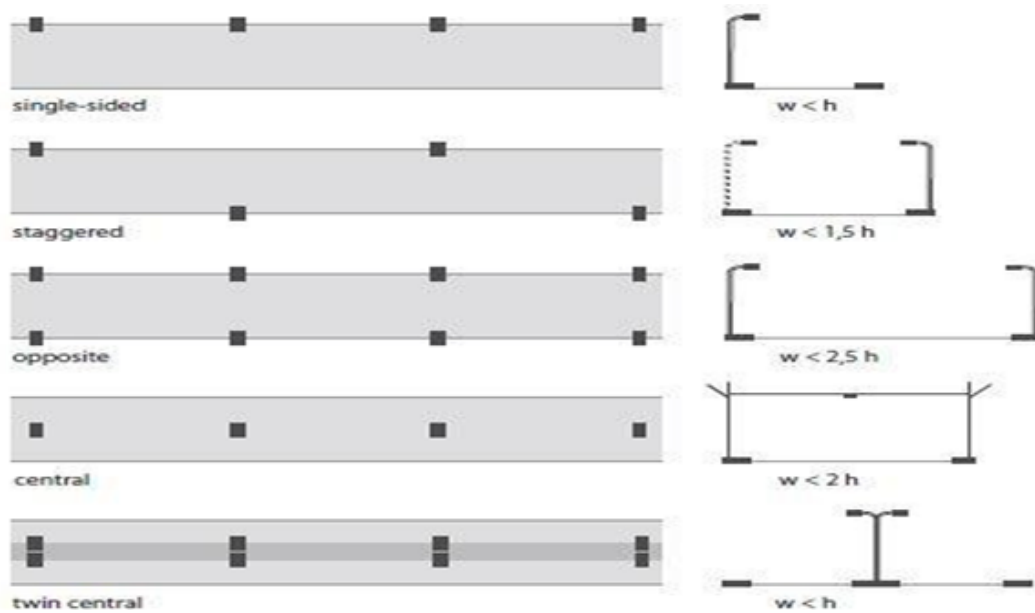 single-sided
w < h
staggered
w < 1,5 h
opposite
w < 2,5 h
central
w < 2 h
twin central
w < h